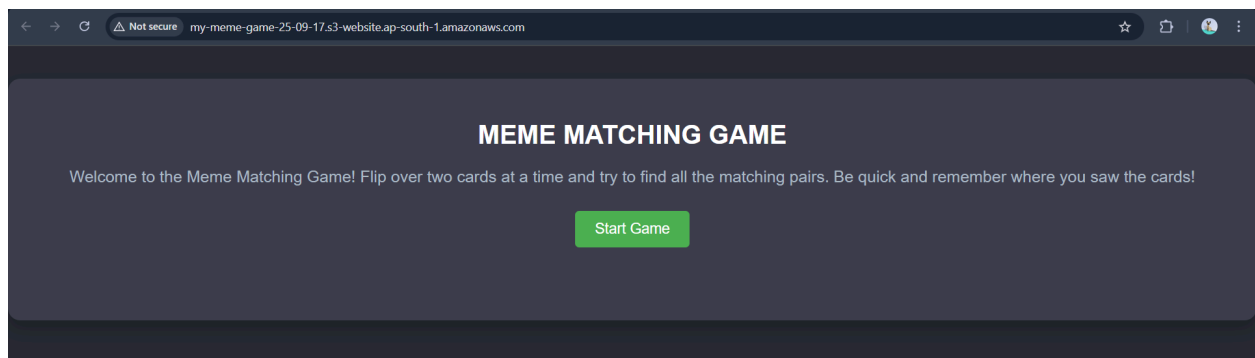 Not secure my-meme-game-25-09-17.s3-website.ap-south-1.amazonaws.com
MEME MATCHING GAME
Welcome to the Meme Matching Game! Flip over two cards at a time and try to find all the matching pairs. Be quick and remember where you saw the cards!
Start Game